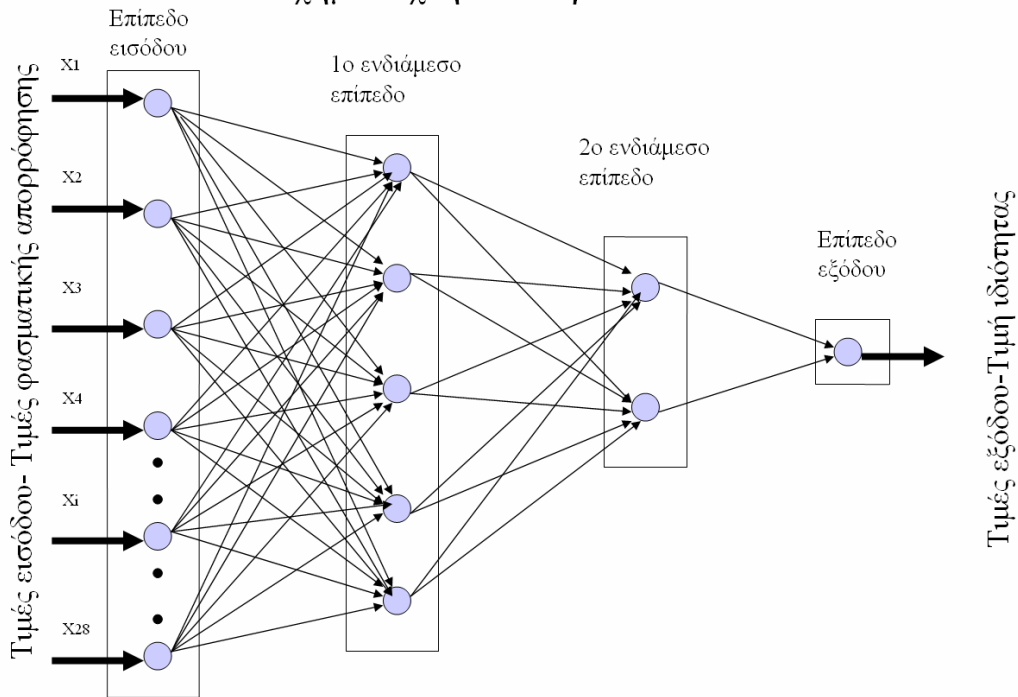 Επίπεδο
εισόδου
1ο ενδιάμεσο
επίπεδο
2ο ενδιάμεσο
επίπεδο
Επίπεδο
εξόδου
X1
X2
X3
X4
Xi
X28
Τιμές εισόδου- Τιμές φασματικής απορρόφησης
Τιμές εξόδου-Τιμή ιδιότητας